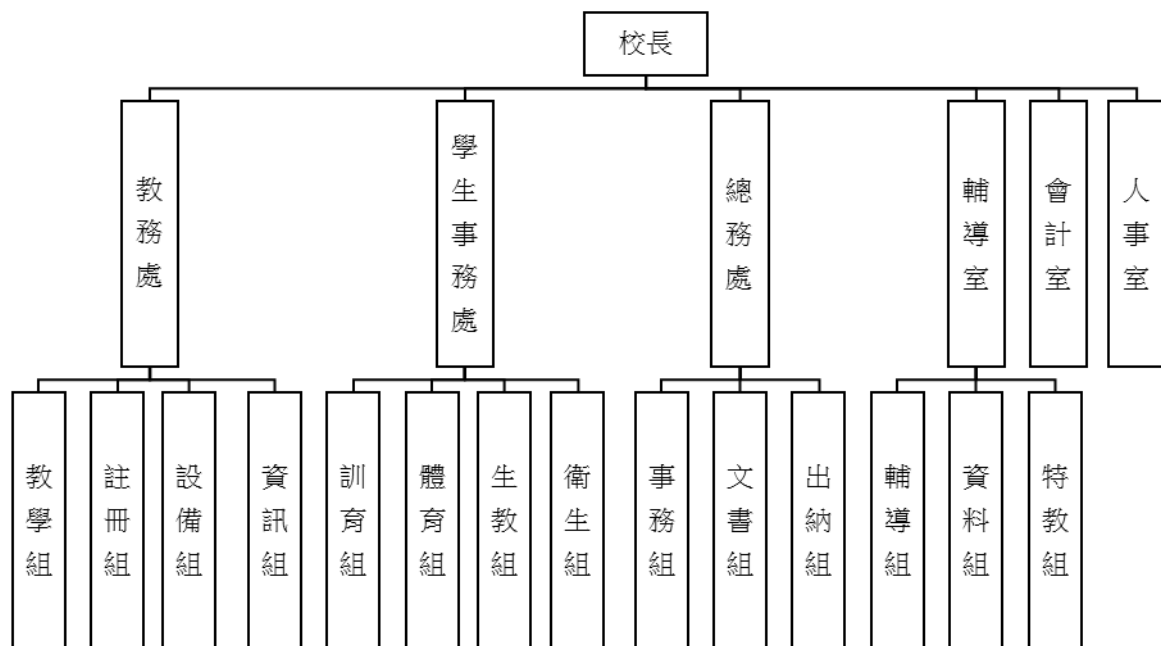 校長
教務處
學生事務處
總務處
輔導室
會計室
人事室
教學組
註冊組
設備組
資訊組
訓育組
體育組
生教組
衛生組
事務組
文書組
出納組
輔導組
資料組
特教組